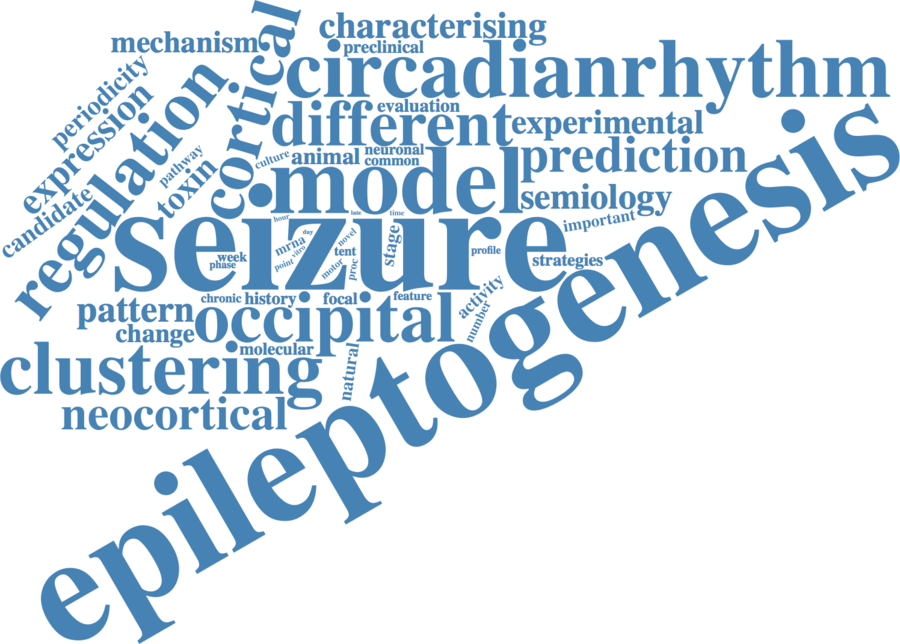 characterising
mechanism
preclinical
cortical
circadianrhythm
periodicity
expression
regulation
evaluation
different
experimental
epileptogenesis
pathway
culture
animal
neuronal
common
prediction
candidate
toxin
model
semiology
seizure
hour
late
time
important
day
mrna
vitro
point
novel
tent
motor
proc
stage
profile
strategies
week
phase
pattern
chronic
history
focal
feature
activity
number
change
occipital
molecular
clustering
natural
neocortical